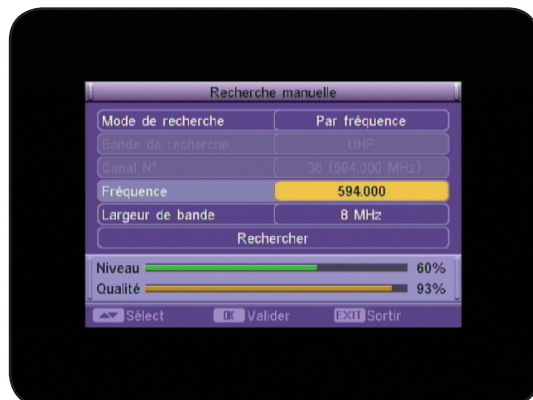 Recherche manuelle
Mode de recherche Par fréquence
Bande de recherche UHF
Canal N° 36 (594.000 MHz)
Fréquence 594.000
Largeur de bande 8 MHz
Rechercher
Niveau 60%
Qualité 93%
Sélect OK Valider EXIT Sortir